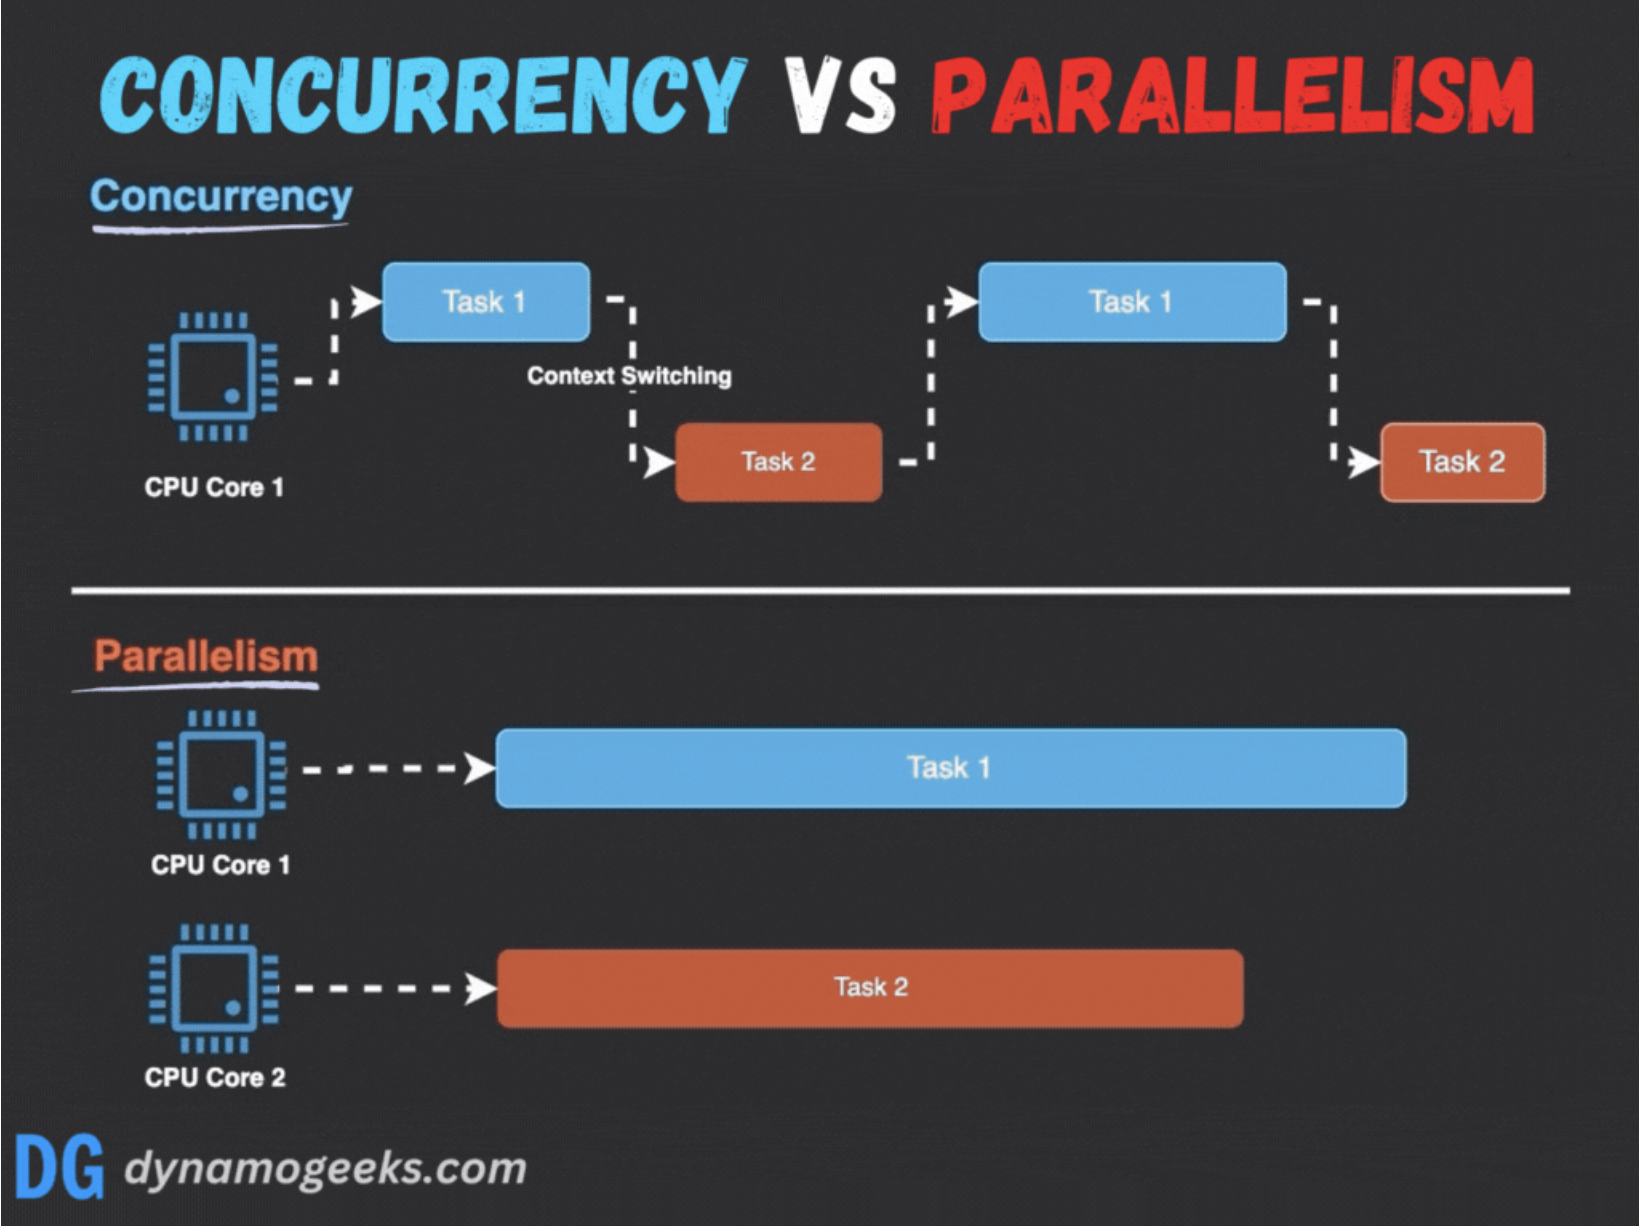 CONCURRENCY VS PARALLELISM
Concurrency
Task 1
Task 1
Context Switching
Task 2
Task 2
CPU Core 1
Parallelism
Task 1
CPU Core 1
Task 2
CPU Core 2
DG dynamogeeks.com